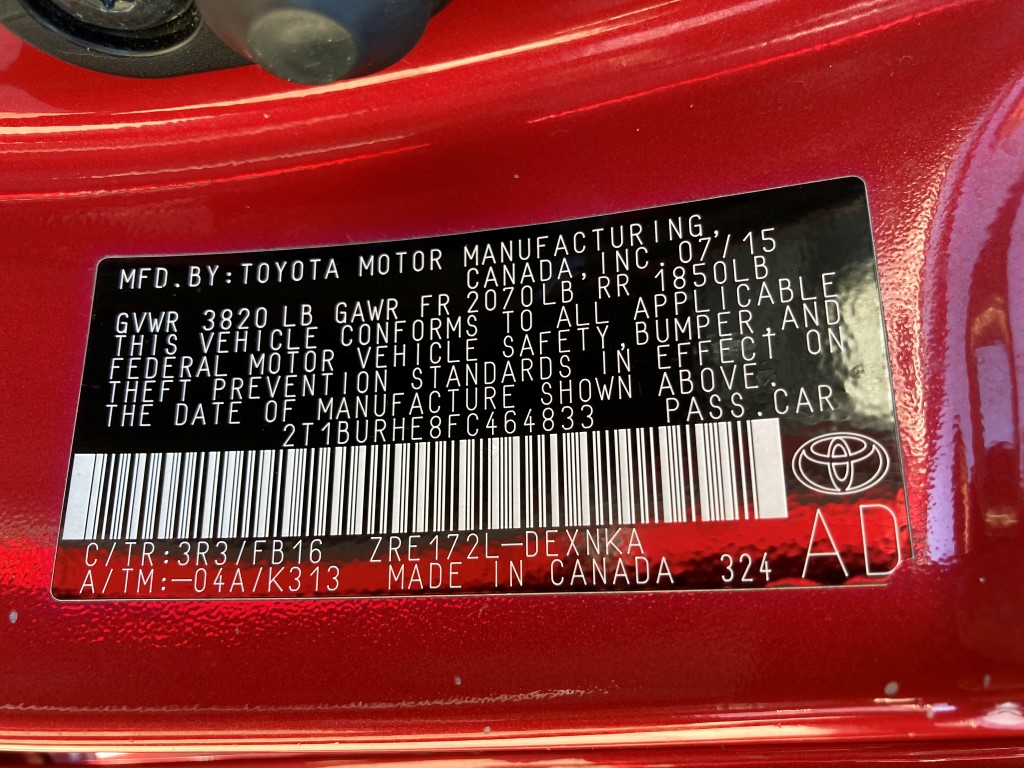 MFD.BY:TOYOTA MOTOR MANUFACTURING,
CANADA,INC.07/15
GVWR 3820LB GAWR FR 2070LB RR 1850LB
THIS VEHICLE CONFORMS TO ALL APPLICABLE
FEDERAL MOTOR VEHICLE SAFETY,BUMPER,AND
THEFT PREVENTION STANDARDS IN EFFECT ON
THE DATE OF MANUFACTURE SHOWN ABOVE.
2T1BURHE8FC464833 PASS.CAR
C/TR:3R3/FB16 ZRE172L-DEXNKA
A/TM:-04A/K313 MADE IN CANADA 324 AD